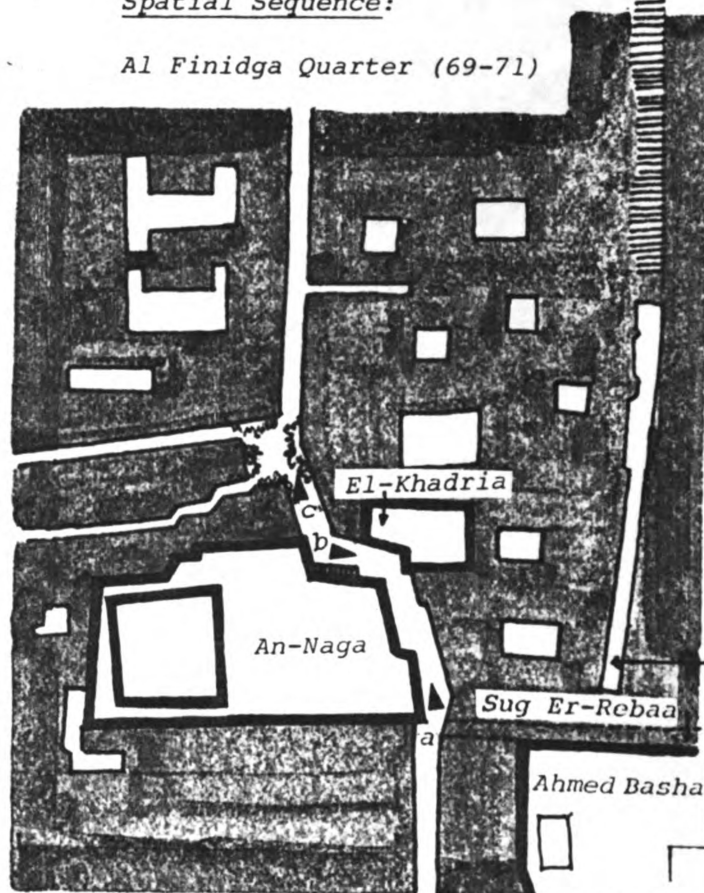 Spatial Sequence:
Al Finidga Quarter (69-71)
El-Khadria
c
b
An-Naga
Sug Er-Rebaa
a
Ahmed Basha